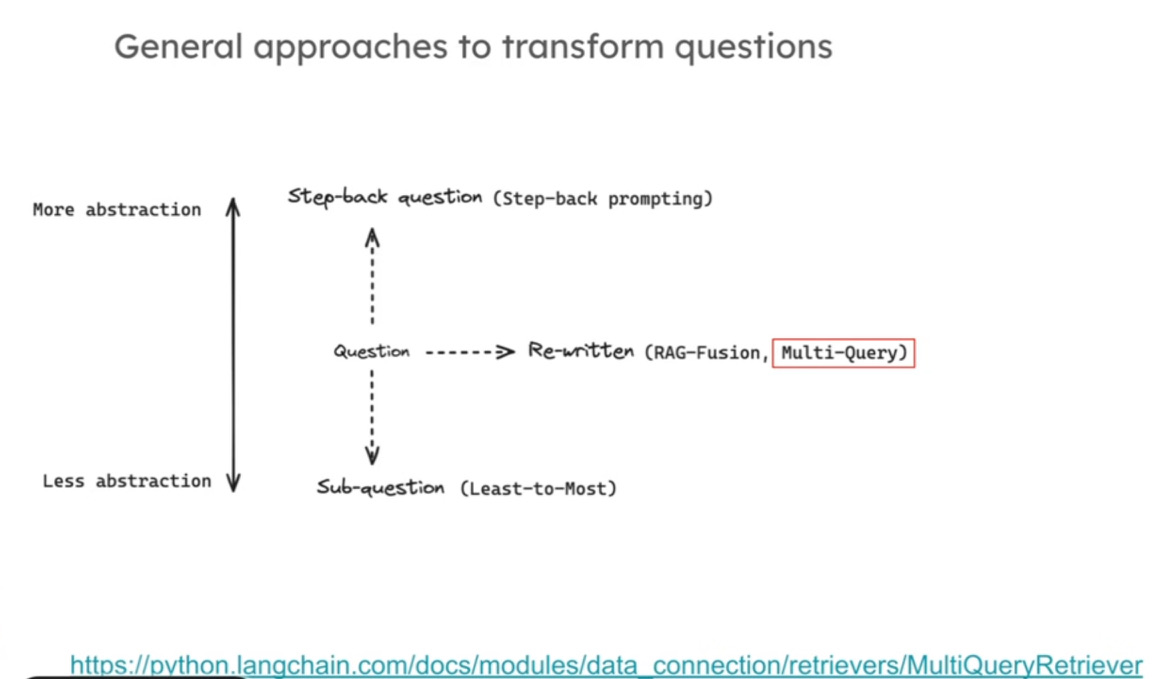 General approaches to transform questions
More abstraction
Step-back question (Step-back prompting)
Question
Re-written (RAG-Fusion, Multi-Query)
Less abstraction
Sub-question (Least-to-Most)
https://python.langchain.com/docs/modules/data_connection/retrievers/MultiQueryRetriever